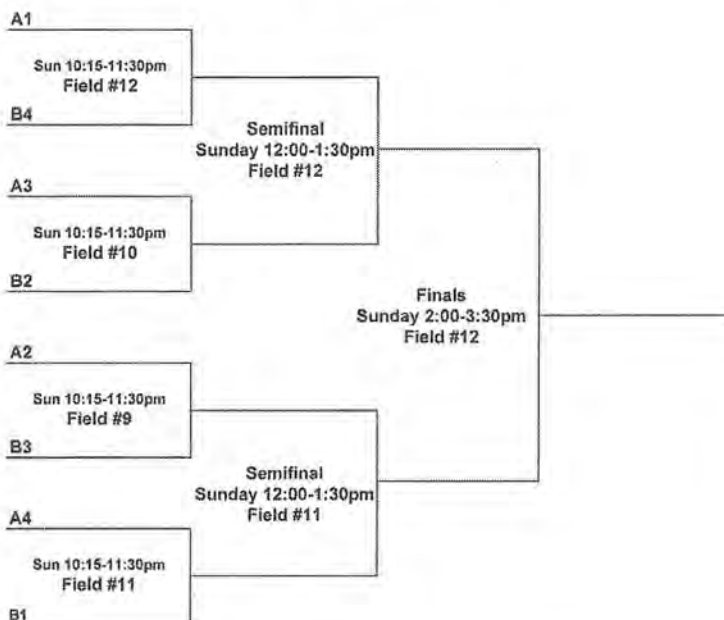 A1
Sun 10:15-11:30pm
Field #12
B4
Semifinal
Sunday 12:00-1:30pm
Field #12
A3
Sun 10:15-11:30pm
Field #10
B2
Finals
Sunday 2:00-3:30pm
Field #12
A2
Sun 10:15-11:30pm
Field #9
B3
Semifinal
Sunday 12:00-1:30pm
Field #11
A4
Sun 10:15-11:30pm
Field #11
B1